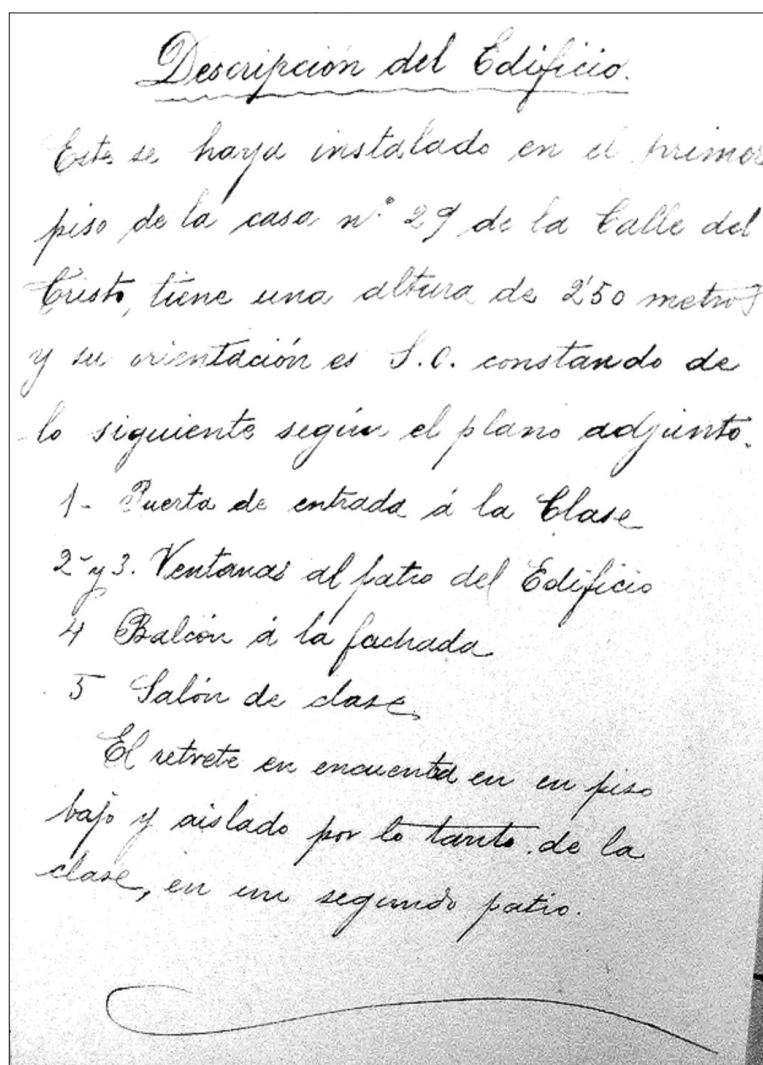 Descripción del Edificio.
Este se haya instalado en el primer
piso de la casa n.º 29 de la Calle del
Cristo, tiene una altura de 2'50 metros
y su orientación es S.O. constando de
lo siguiente según el plano adjunto.
1- Puerta de entrada á la Clase
2 y 3. Ventanas al patio del Edificio
4 Balcón á la fachada
5 Salón de clase
El retrete en encuentra en en piso
bajo y aislado por lo tanto de la
clase, en un segundo patio.